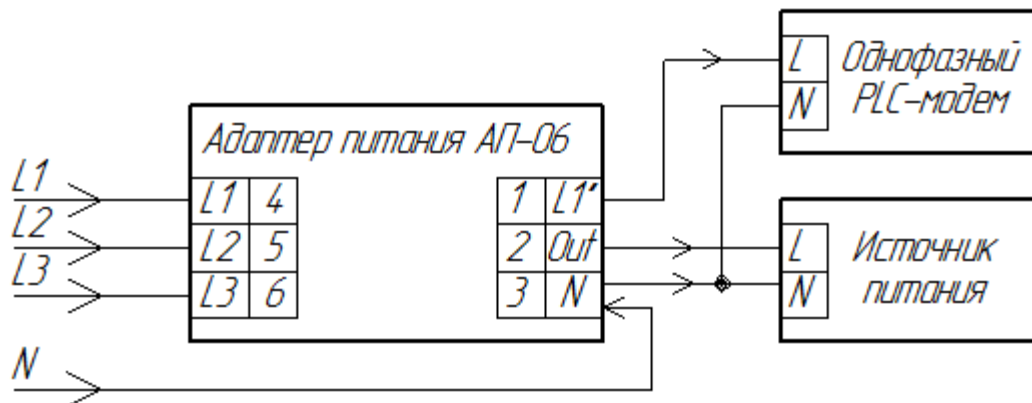 Однофазный
PLC-модем
L
N
Адаптер питания АП-06
L1
L2
L3
N
L1 4
L2 5
L3 6
1 L1'
2 Out
3 N
L
N
Источник
питания